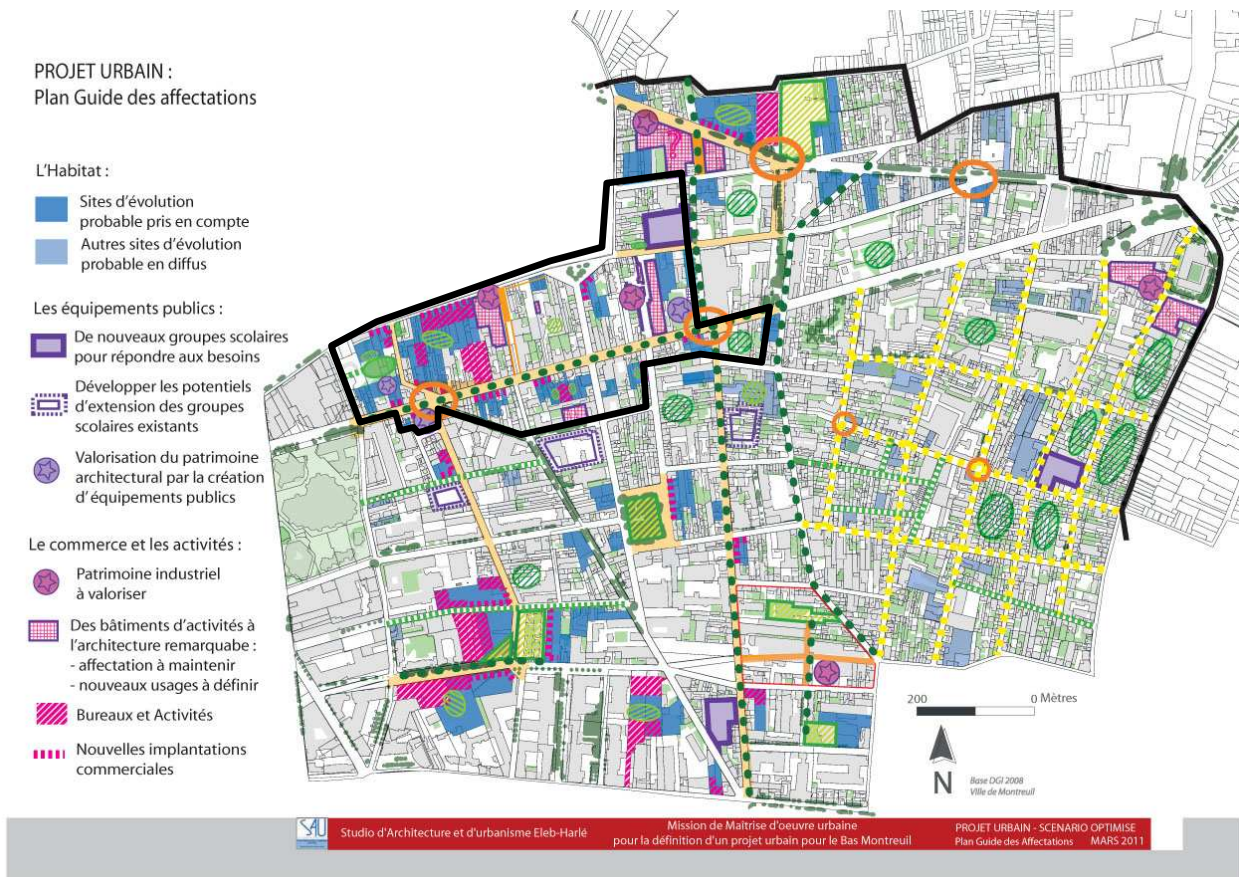 PROJET URBAIN :
Plan Guide des affectations
L'Habitat :
Sites d'évolution
probable pris en compte
Autres sites d'évolution
probable en diffus
Les équipements publics :
De nouveaux groupes scolaires
pour répondre aux besoins
Développer les potentiels
d'extension des groupes
scolaires existants
Valorisation du patrimoine
architectural par la création
d'équipements publics
Le commerce et les activités :
Patrimoine industriel
à valoriser
Des bâtiments d'activités à
l'architecture remarquabe :
- affectation à maintenir
- nouveaux usages à définir
Bureaux et Activités
Nouvelles implantations
commerciales
200 0 Mètres
N
Base DGI 2008
Ville de Montreuil
SAU
Studio d'Architecture et d'urbanisme Eleb-Harlé
Mission de Maîtrise d'oeuvre urbaine
pour la définition d'un projet urbain pour le Bas Montreuil
PROJET URBAIN - SCENARIO OPTIMISE
Plan Guide des Affectations MARS 2011